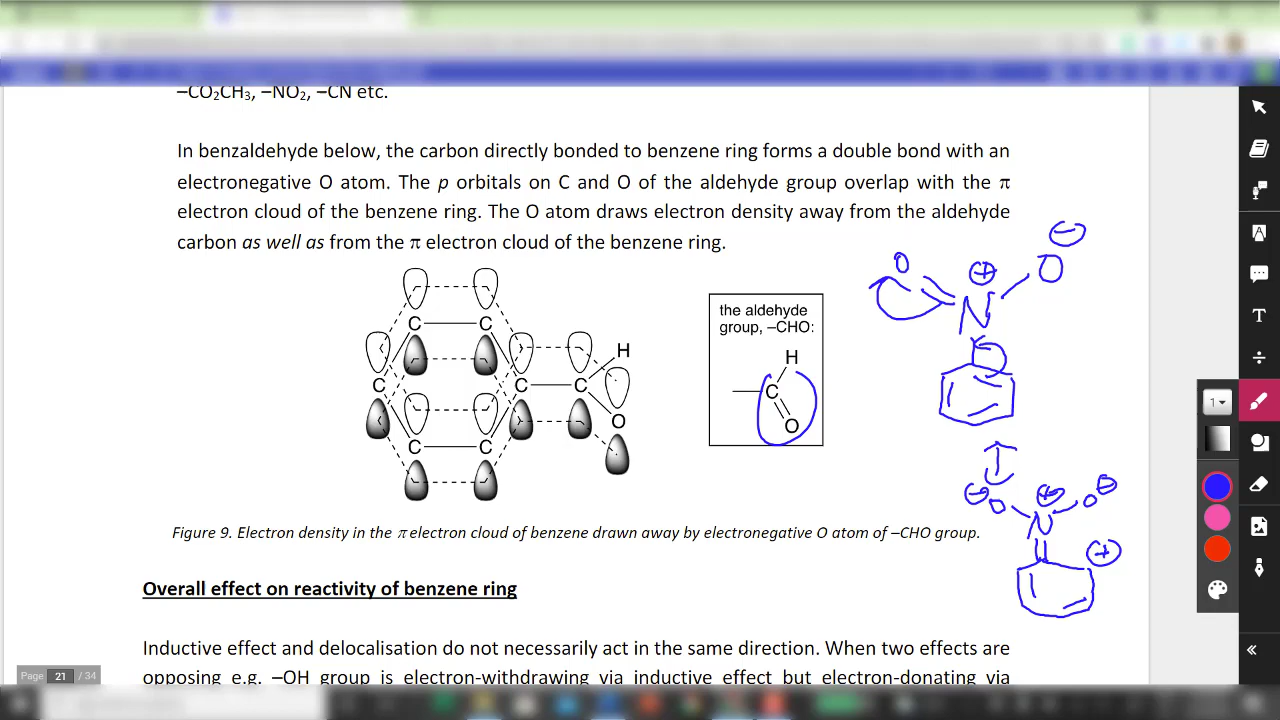 –CO₂CH₃, –NO₂, –CN etc.
In benzaldehyde below, the carbon directly bonded to benzene ring forms a double bond with an
electronegative O atom. The p orbitals on C and O of the aldehyde group overlap with the π
electron cloud of the benzene ring. The O atom draws electron density away from the aldehyde
carbon as well as from the π electron cloud of the benzene ring.
C C
C C C H
O
C C
the aldehyde
group, –CHO:
H
C
O
O N ⊕ O ⊖
⊖ O N ⊕ O ⊖
⊕
Figure 9. Electron density in the π electron cloud of benzene drawn away by electronegative O atom of –CHO group.
Overall effect on reactivity of benzene ring
Inductive effect and delocalisation do not necessarily act in the same direction. When two effects are
opposing e.g. –OH group is electron-withdrawing via inductive effect but electron-donating via
Page 21 / 34
1
T